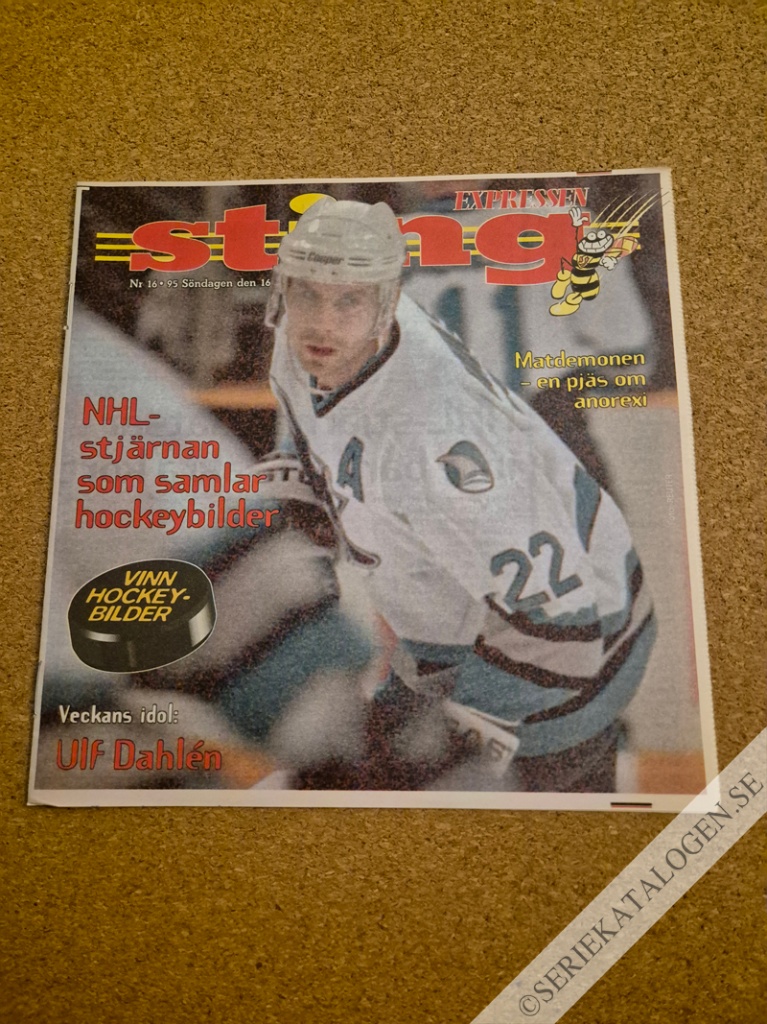 EXPRESSEN
sting
Nr 16 • 95 Söndagen den 16
Cooper
Matdemonen
– en pjäs om
anorexi
NHL-
stjärnan
som samlar
hockeybilder
A
22
VINN
HOCKEY-
BILDER
Veckans idol:
Ulf Dahlén
©SERIEKATALOGEN.SE